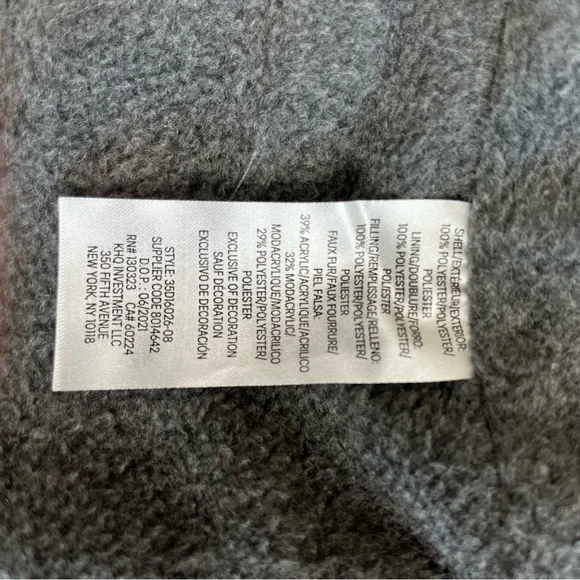 SHELL/EXTERIEUR/EXTERIOR:
100% POLYESTER/POLYESTER/
POLIESTER
LINING/DOUBLURE/FORRO:
100% POLYESTER/POLYESTER/
POLIESTER
FILLING/REMPLISSAGE/RELLENO:
100% POLYESTER/POLYESTER/
POLIESTER
FAUX FUR/FAUX FOURRURE/
PIEL FALSA:
39% ACRYLIC/ACRYLIQUE/ACRILICO
32% MODACRYLIC/
MODACRYLIQUE/MODACRILICO
29% POLYESTER/POLYESTER/
POLIESTER
EXCLUSIVE OF DECORATION
SAUF DÉCORATION
EXCLUSIVO DE DECORATION
STYLE: 35D16026-08
SUPPLIER CODE 8014642
D.O.P. : 06/2021
RN# 130323 CA# 60224
KHQ INVESTMENT LLC
350 FIFTH AVENUE
NEW YORK, NY 10118